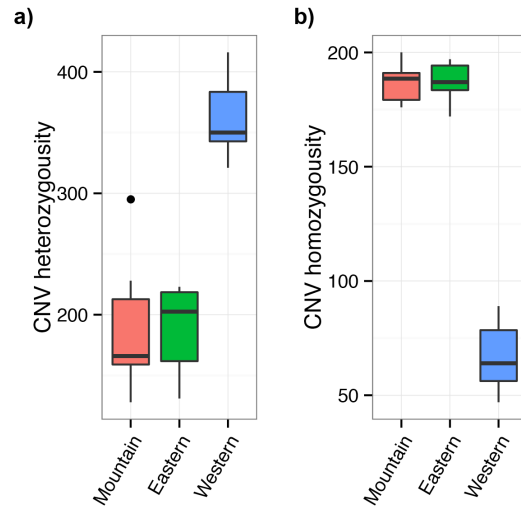 a)
CNV heterozygousity
400
300
200
Mountain
Eastern
Western
b)
CNV homozygousity
200
150
100
50
Mountain
Eastern
Western